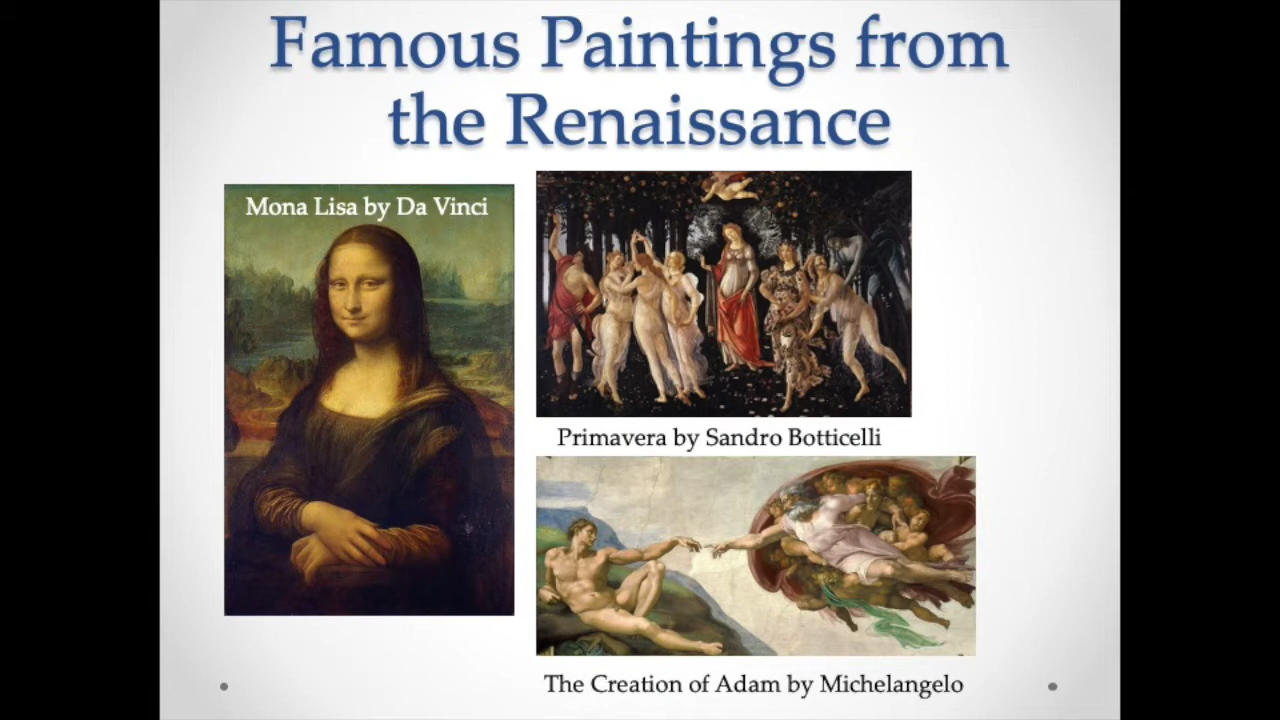 Famous Paintings from
the Renaissance
Mona Lisa by Da Vinci
Primavera by Sandro Botticelli
The Creation of Adam by Michelangelo